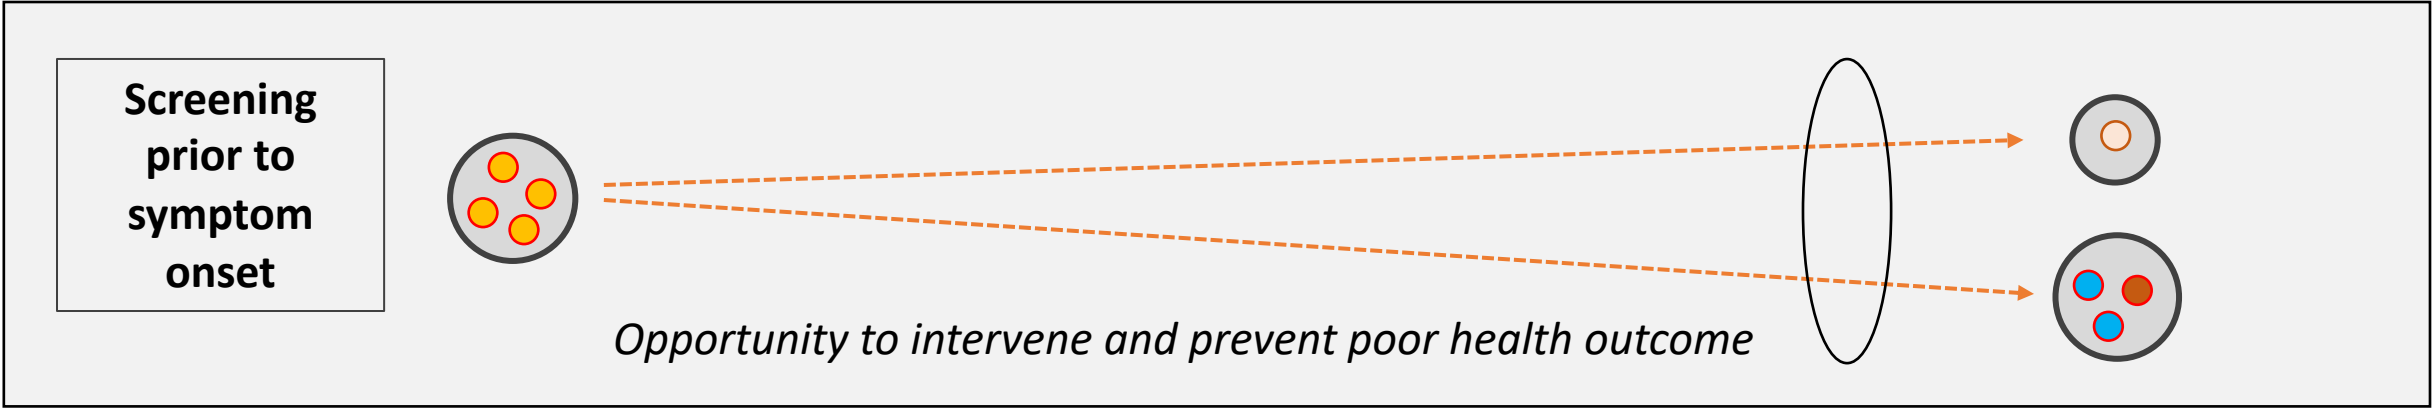 Screening
prior to
symptom
onset
Opportunity to intervene and prevent poor health outcome